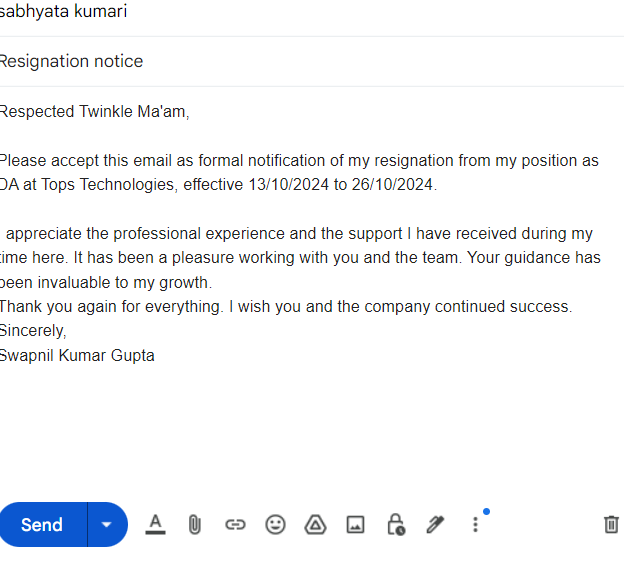 sabhyata kumari
Resignation notice
Respected Twinkle Ma'am,
Please accept this email as formal notification of my resignation from my position as
DA at Tops Technologies, effective 13/10/2024 to 26/10/2024.
I appreciate the professional experience and the support I have received during my
time here. It has been a pleasure working with you and the team. Your guidance has
been invaluable to my growth.
Thank you again for everything. I wish you and the company continued success.
Sincerely,
Swapnil Kumar Gupta
Send
A